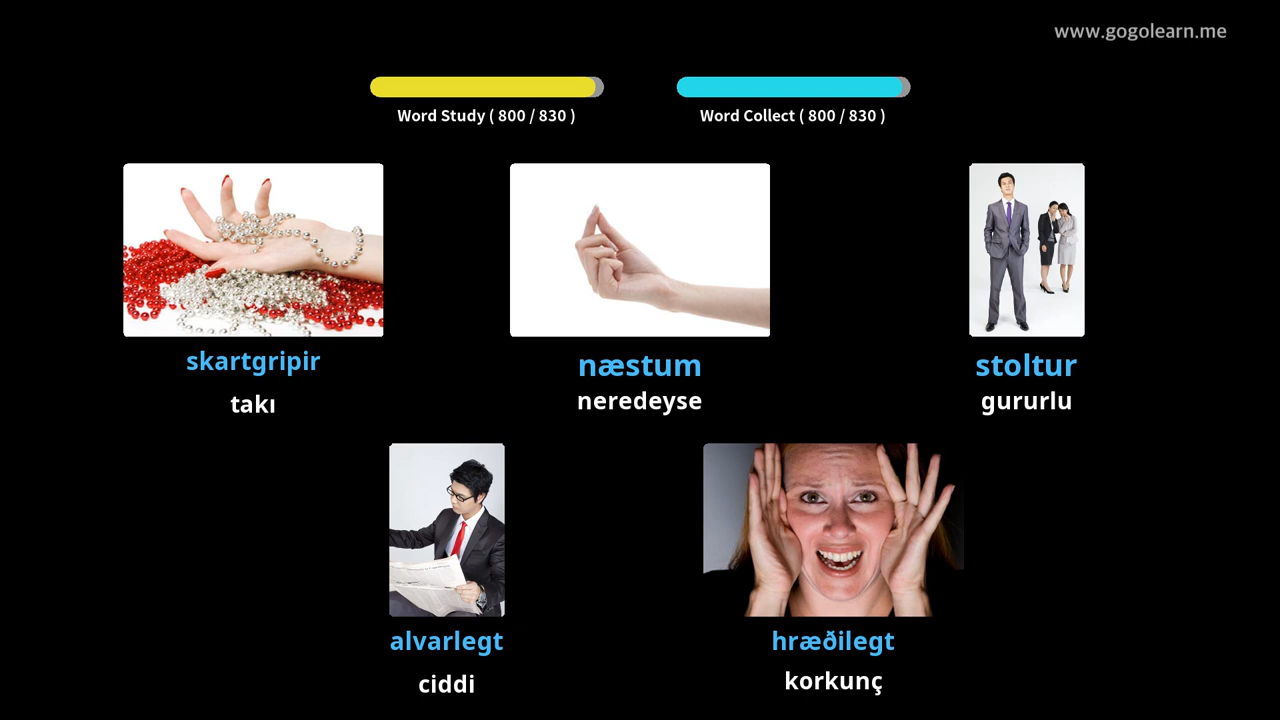 www.gogolearn.me
Word Study ( 800 / 830 )
Word Collect ( 800 / 830 )
skartgripir
takı
næstum
neredeyse
stoltur
gururlu
alvarlegt
ciddi
hræðilegt
korkunç